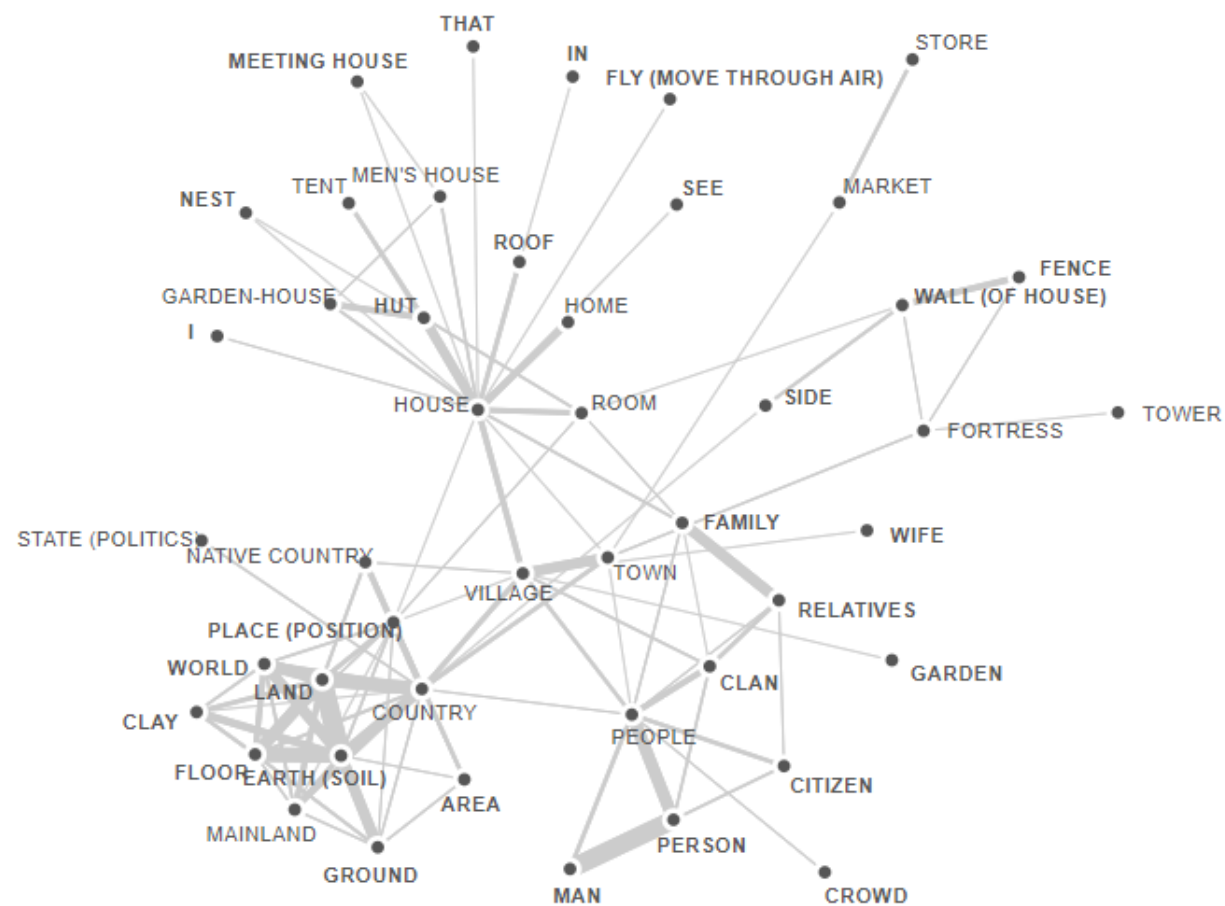 THAT
IN
STORE
MEETING HOUSE
FLY (MOVE THROUGH AIR)
MEN'S HOUSE
TENT
MARKET
SEE
NEST
ROOF
FENCE
GARDEN-HOUSE
HUT
HOME
WALL (OF HOUSE)
I
HOUSE
ROOM
SIDE
TOWER
FORTRESS
FAMILY
WIFE
STATE (POLITICS)
NATIVE COUNTRY
TOWN
VILLAGE
RELATIVES
PLACE (POSITION)
WORLD
GARDEN
LAND
CLAN
COUNTRY
CLAY
PEOPLE
FLOOR
EARTH (SOIL)
CITIZEN
AREA
MAINLAND
PERSON
GROUND
MAN
CROWD